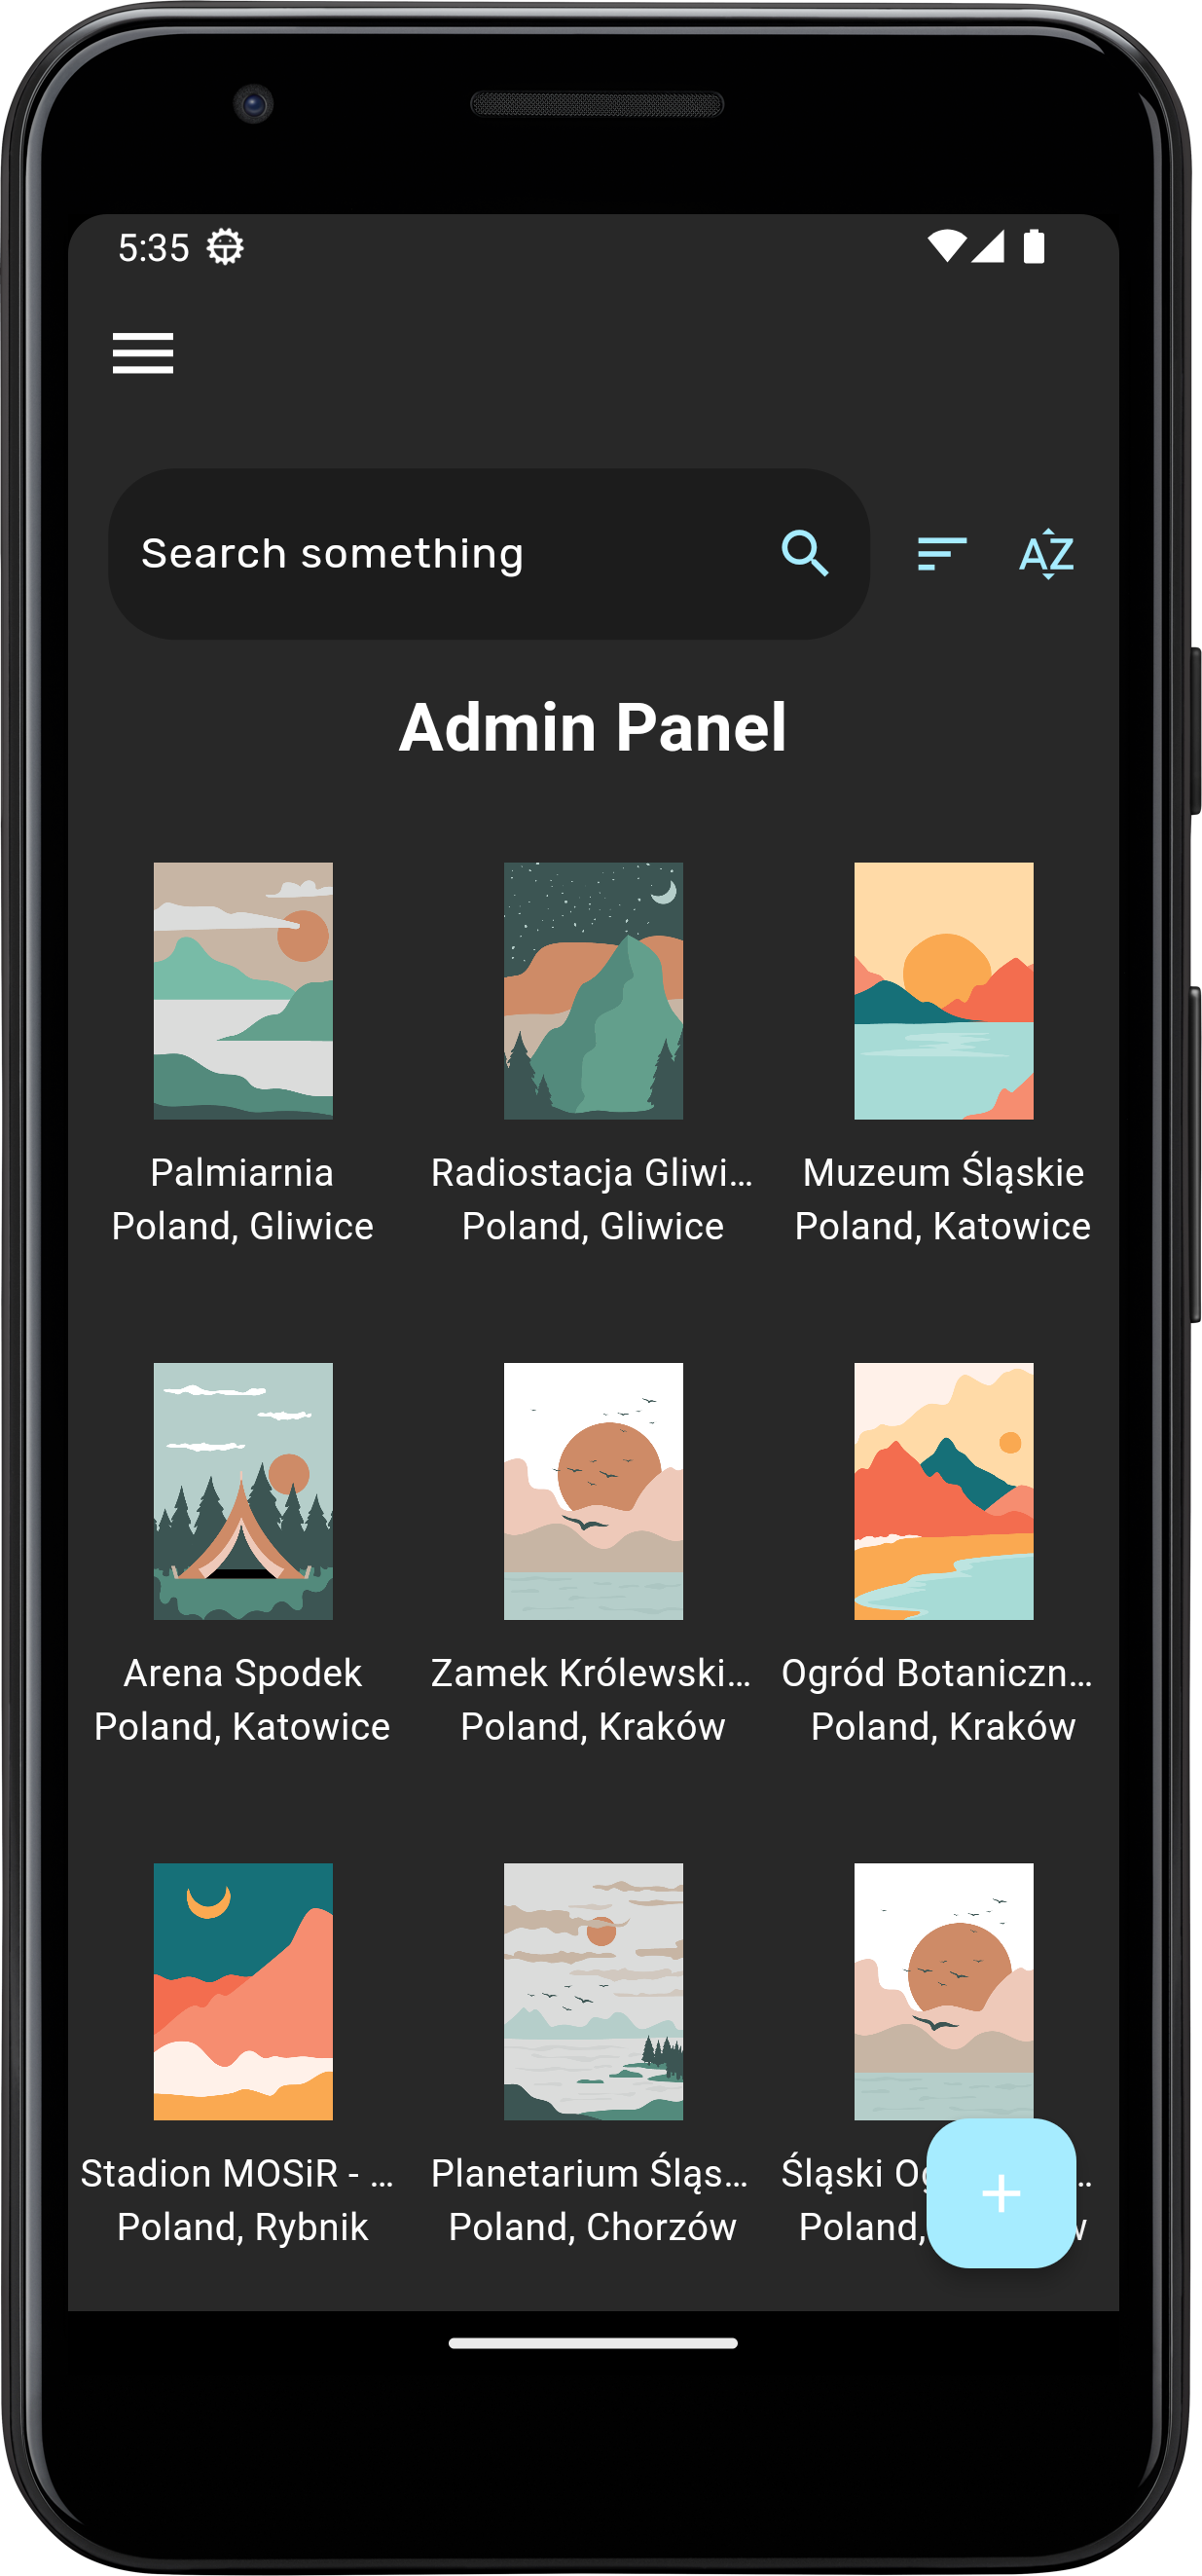 5:35
Search something
AZ
Admin Panel
Palmiarnia
Poland, Gliwice
Radiostacja Gliwi...
Poland, Gliwice
Muzeum Śląskie
Poland, Katowice
Arena Spodek
Poland, Katowice
Zamek Królewski...
Poland, Kraków
Ogród Botaniczn...
Poland, Kraków
Stadion MOSiR - ...
Poland, Rybnik
Planetarium Śląs...
Poland, Chorzów
Śląski
Poland,